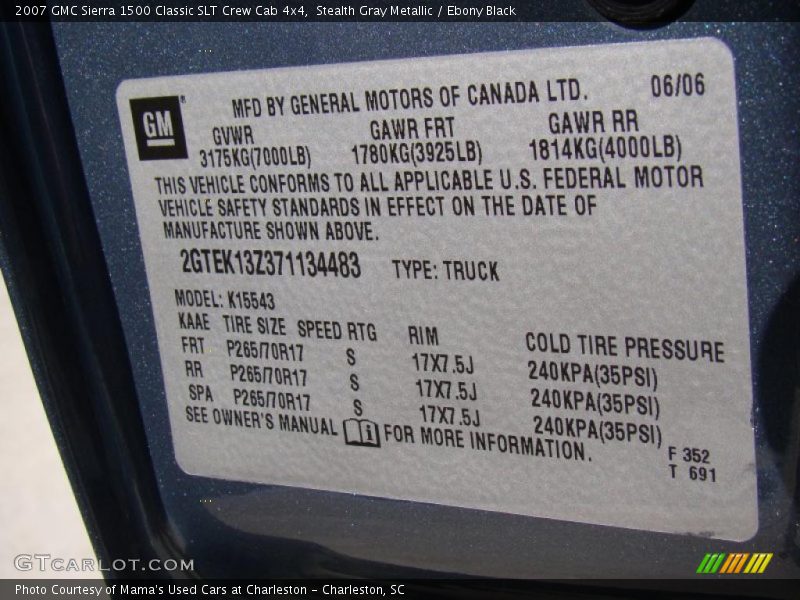 2007 GMC Sierra 1500 Classic SLT Crew Cab 4x4,  Stealth Gray Metallic / Ebony Black
GM
MFD BY GENERAL MOTORS OF CANADA LTD. 06/06
GVWR GAWR FRT GAWR RR
3175KG(7000LB) 1780KG(3925LB) 1814KG(4000LB)
THIS VEHICLE CONFORMS TO ALL APPLICABLE U.S. FEDERAL MOTOR
VEHICLE SAFETY STANDARDS IN EFFECT ON THE DATE OF
MANUFACTURE SHOWN ABOVE.
2GTEK13Z371134483 TYPE: TRUCK
MODEL: K15543
KAAE TIRE SIZE SPEED RTG RIM COLD TIRE PRESSURE
FRT P265/70R17 S 17X7.5J 240KPA(35PSI)
RR P265/70R17 S 17X7.5J 240KPA(35PSI)
SPA P265/70R17 S 17X7.5J 240KPA(35PSI)
SEE OWNER'S MANUAL i FOR MORE INFORMATION.
F 352
T 691
GTCARLOT.COM
Photo Courtesy of Mama's Used Cars at Charleston - Charleston, SC